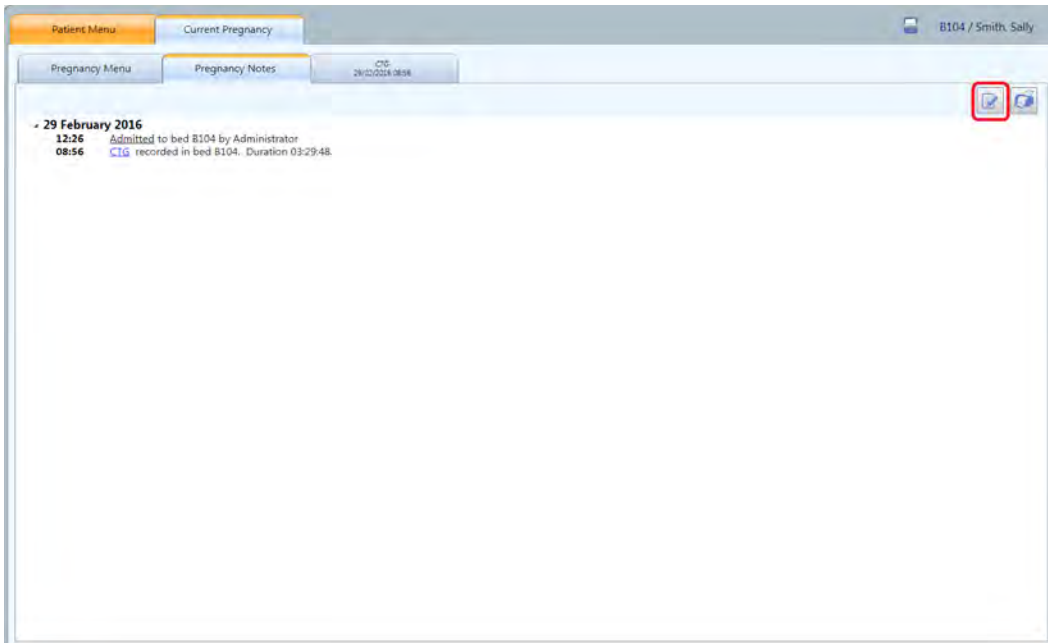 Patient Menu
Current Pregnancy
B104 / Smith, Sally
Pregnancy Menu
Pregnancy Notes
CTG
29/02/2016 08:56
29 February 2016
12:26 Admitted to bed B104 by Administrator
08:56 CTG recorded in bed B104. Duration 03:29:48.